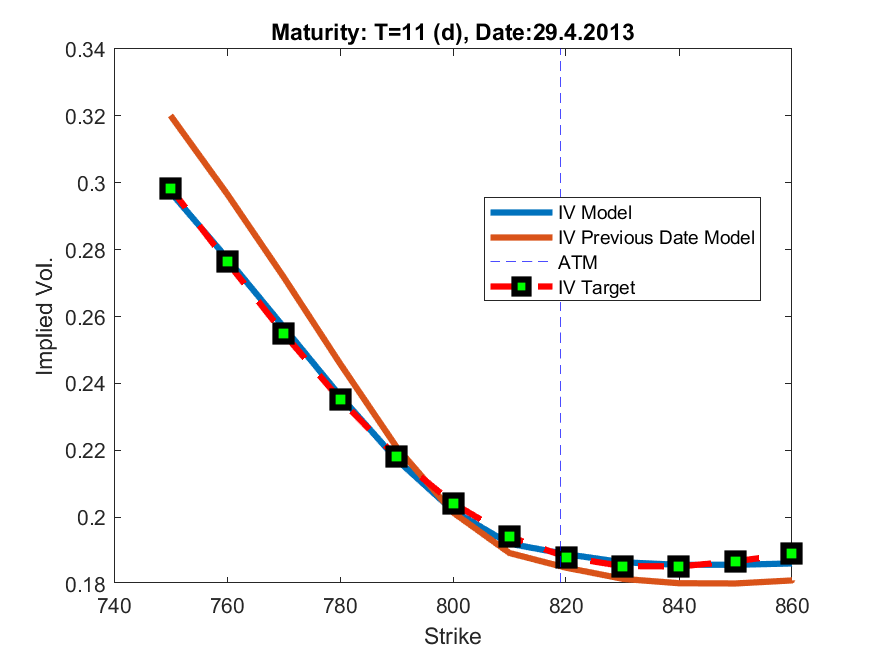 Maturity: T=11 (d), Date:29.4.2013
0.34
0.32
0.3
0.28
0.26
0.24
0.22
0.2
0.18
Implied Vol.
IV Model
IV Previous Date Model
ATM
IV Target
740
760
780
800
820
840
860
Strike